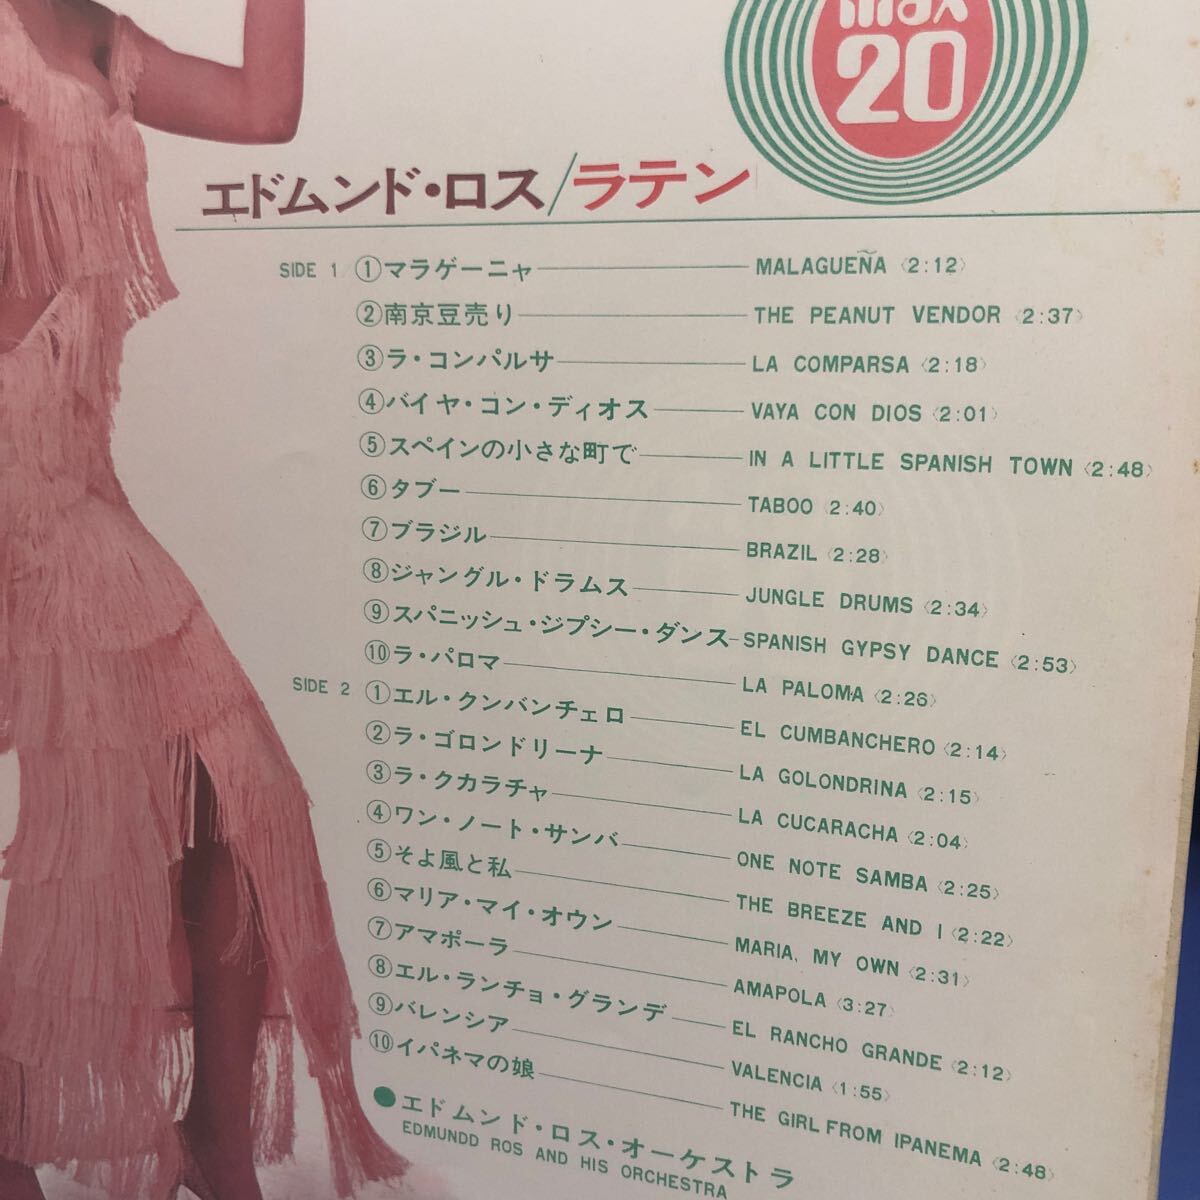 max
20
エドムンド・ロス/ラテン
SIDE 1 ①マラゲーニャ MALAGUEÑA 〈2:12〉
②南京豆売り THE PEANUT VENDOR 〈2:37〉
③ラ・コンパルサ LA COMPARSA 〈2:18〉
④バイヤ・コン・ディオス VAYA CON DIOS 〈2:01〉
⑤スペインの小さな町で IN A LITTLE SPANISH TOWN 〈2:48〉
⑥タブー TABOO 〈2:40〉
⑦ブラジル BRAZIL 〈2:28〉
⑧ジャングル・ドラムス JUNGLE DRUMS 〈2:34〉
⑨スパニッシュ・ジプシー・ダンス SPANISH GYPSY DANCE 〈2:53〉
⑩ラ・パロマ LA PALOMA 〈2:26〉
SIDE 2 ①エル・クンバンチェロ EL CUMBANCHERO 〈2:14〉
②ラ・ゴロンドリーナ LA GOLONDRINA 〈2:15〉
③ラ・クカラチャ LA CUCARACHA 〈2:04〉
④ワン・ノート・サンバ ONE NOTE SAMBA 〈2:25〉
⑤そよ風と私 THE BREEZE AND I 〈2:22〉
⑥マリア・マイ・オウン MARIA, MY OWN 〈2:31〉
⑦アマポーラ AMAPOLA 〈3:27〉
⑧エル・ランチョ・グランデ EL RANCHO GRANDE 〈2:12〉
⑨バレンシア VALENCIA 〈1:55〉
⑩イパネマの娘 THE GIRL FROM IPANEMA 〈2:48〉
●エドムンド・ロス・オーケストラ
EDMUNDD ROS AND HIS ORCHESTRA